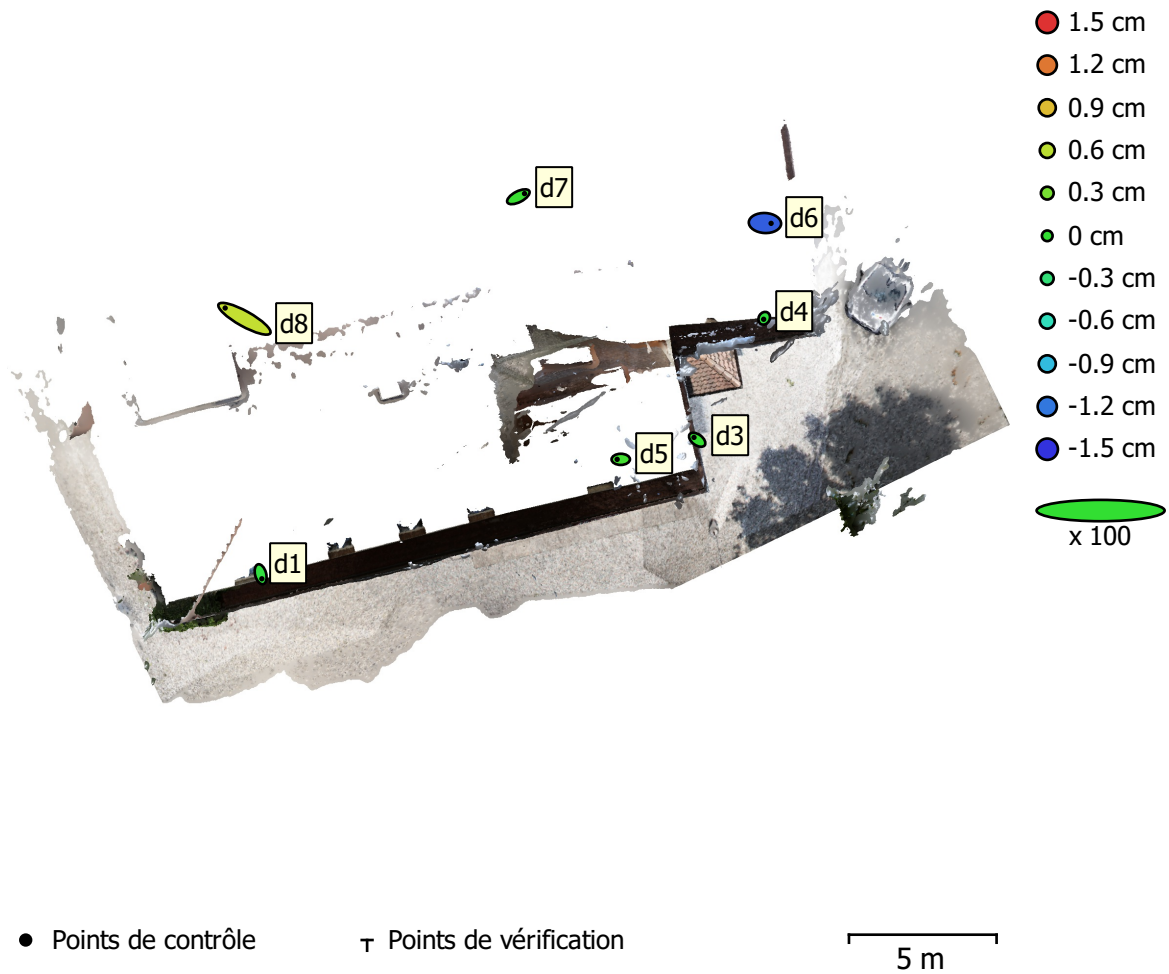 1.5 cm
1.2 cm
0.9 cm
0.6 cm
0.3 cm
0 cm
-0.3 cm
-0.6 cm
-0.9 cm
-1.2 cm
-1.5 cm
x 100
d7
d6
d8
d4
d3
d5
d1
Points de contrôle
Points de vérification
5 m